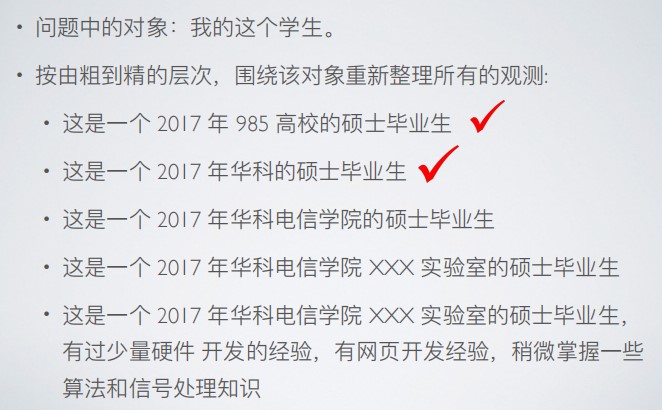 • 问题中的对象：我的这个学生。
• 按由粗到精的层次，围绕该对象重新整理所有的观测:
• 这是一个 2017 年 985 高校的硕士毕业生
• 这是一个 2017 年华科的硕士毕业生
• 这是一个 2017 年华科电信学院的硕士毕业生
• 这是一个 2017 年华科电信学院 XXX 实验室的硕士毕业生
• 这是一个 2017 年华科电信学院 XXX 实验室的硕士毕业生，
有过少量硬件 开发的经验，有网页开发经验，稍微掌握一些
算法和信号处理知识